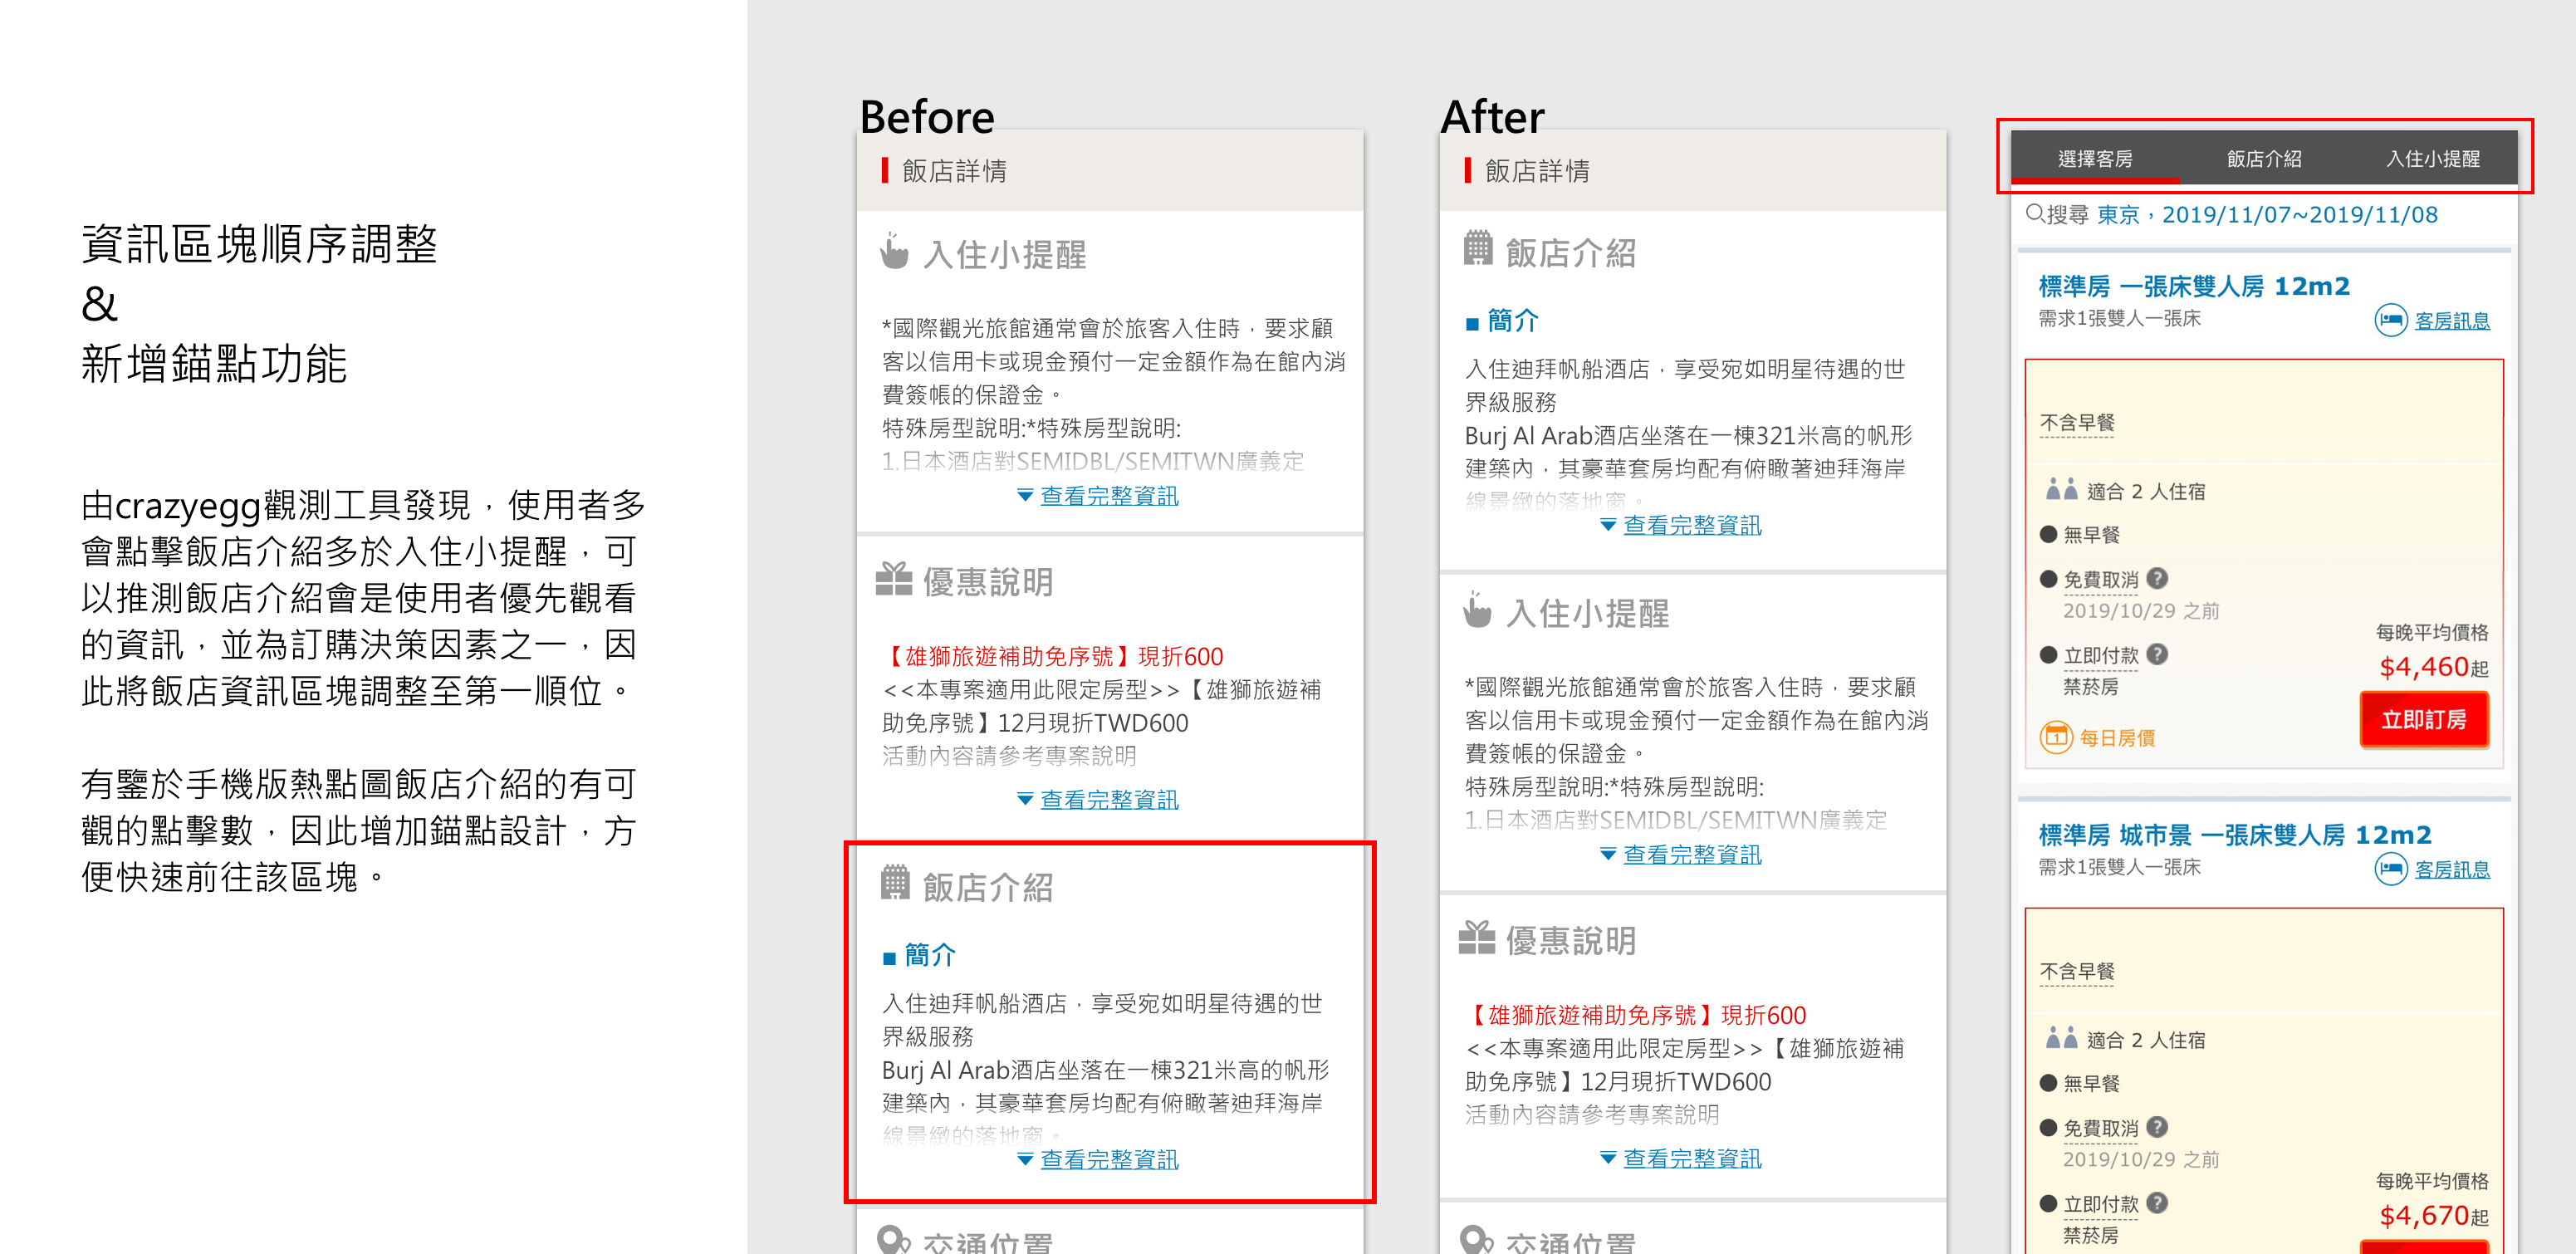 資訊區塊順序調整
&
新增錨點功能
由crazyegg觀測工具發現，使用者多
會點擊飯店介紹多於入住小提醒，可
以推測飯店介紹會是使用者優先觀看
的資訊，並為訂購決策因素之一，因
此將飯店資訊區塊調整至第一順位。
有鑒於手機版熱點圖飯店介紹的有可
觀的點擊數，因此增加錨點設計，方
便快速前往該區塊。
Before
飯店詳情
入住小提醒
*國際觀光旅館通常會於旅客入住時，要求顧
客以信用卡或現金預付一定金額作為在館內消
費簽帳的保證金。
特殊房型說明:*特殊房型說明:
1.日本酒店對SEMIDBL/SEMITWN廣義定
查看完整資訊
優惠說明
【雄獅旅遊補助免序號】現折600
<<本專案適用此限定房型>>【雄獅旅遊補
助免序號】12月現折TWD600
活動內容請參考專案說明
查看完整資訊
飯店介紹
■ 簡介
入住迪拜帆船酒店，享受宛如明星待遇的世
界級服務
Burj Al Arab酒店坐落在一棟321米高的帆形
建築內，其豪華套房均配有俯瞰著迪拜海岸
線景緻的落地窗。
查看完整資訊
交通位置
After
飯店詳情
飯店介紹
■ 簡介
入住迪拜帆船酒店，享受宛如明星待遇的世
界級服務
Burj Al Arab酒店坐落在一棟321米高的帆形
建築內，其豪華套房均配有俯瞰著迪拜海岸
線景緻的落地窗。
查看完整資訊
入住小提醒
*國際觀光旅館通常會於旅客入住時，要求顧
客以信用卡或現金預付一定金額作為在館內消
費簽帳的保證金。
特殊房型說明:*特殊房型說明:
1.日本酒店對SEMIDBL/SEMITWN廣義定
查看完整資訊
優惠說明
【雄獅旅遊補助免序號】現折600
<<本專案適用此限定房型>>【雄獅旅遊補
助免序號】12月現折TWD600
活動內容請參考專案說明
查看完整資訊
交通位置
選擇客房 飯店介紹 入住小提醒
搜尋 東京，2019/11/07~2019/11/08
標準房 一張床雙人房 12m2
需求1張雙人一張床
客房訊息
不含早餐
適合 2 人住宿
無早餐
免費取消 ?
2019/10/29 之前
每晚平均價格
立即付款 ?
$4,460起
禁菸房
立即訂房
1 每日房價
標準房 城市景 一張床雙人房 12m2
需求1張雙人一張床
客房訊息
不含早餐
適合 2 人住宿
無早餐
免費取消 ?
2019/10/29 之前
每晚平均價格
立即付款 ?
$4,670起
禁菸房